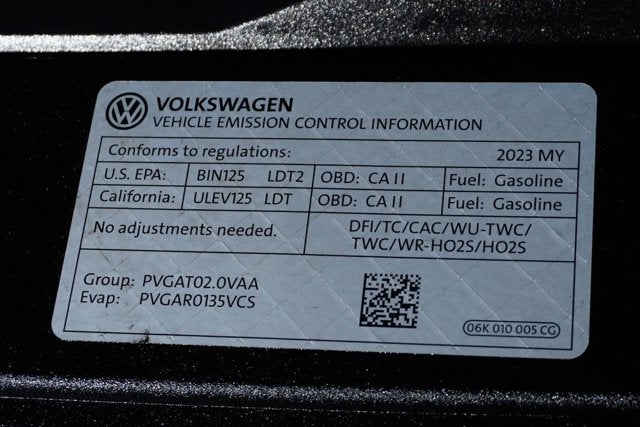 VOLKSWAGEN
VEHICLE EMISSION CONTROL INFORMATION
Conforms to regulations: 2023 MY
U.S. EPA: BIN125 LDT2 OBD: CA II Fuel: Gasoline
California: ULEV125 LDT OBD: CA II Fuel: Gasoline
No adjustments needed. DFI/TC/CAC/WU-TWC/
TWC/WR-HO2S/HO2S
Group: PVGAT02.0VAA
Evap: PVGAR0135VCS
06K 010 005 CG